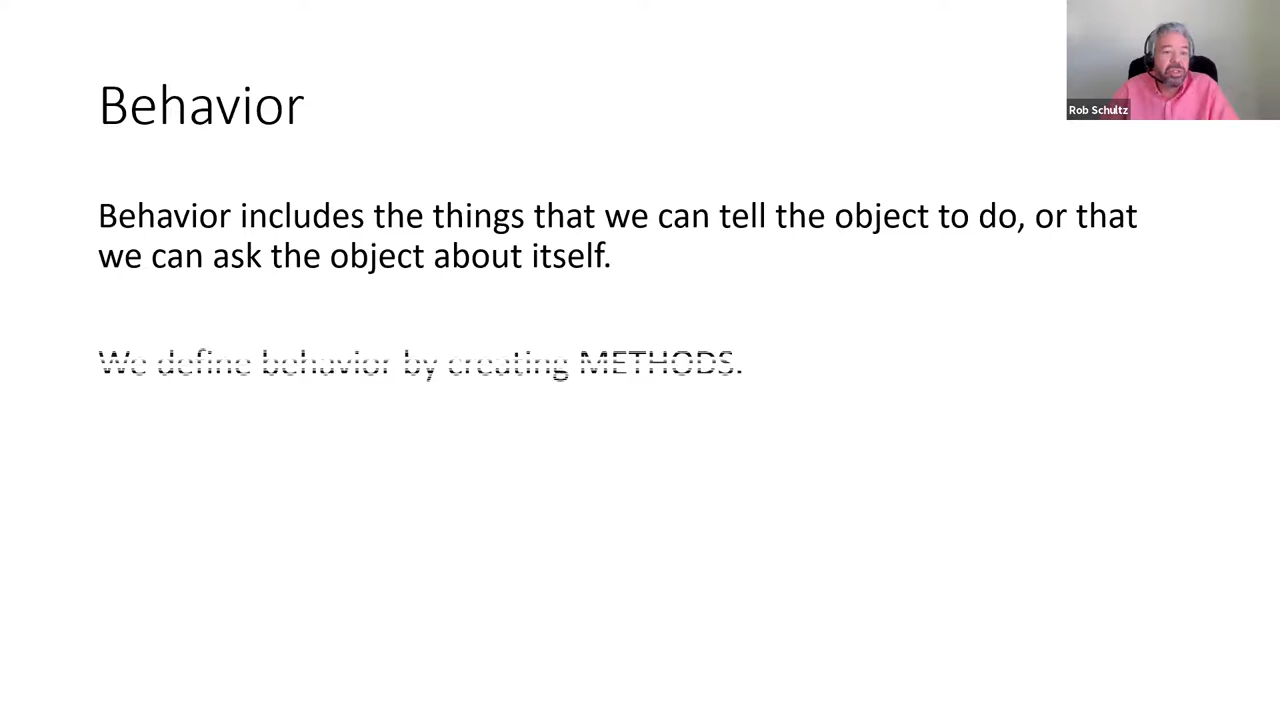 Behavior
Rob Schultz
Behavior includes the things that we can tell the object to do, or that
we can ask the object about itself.
We define behavior by creating METHODS.